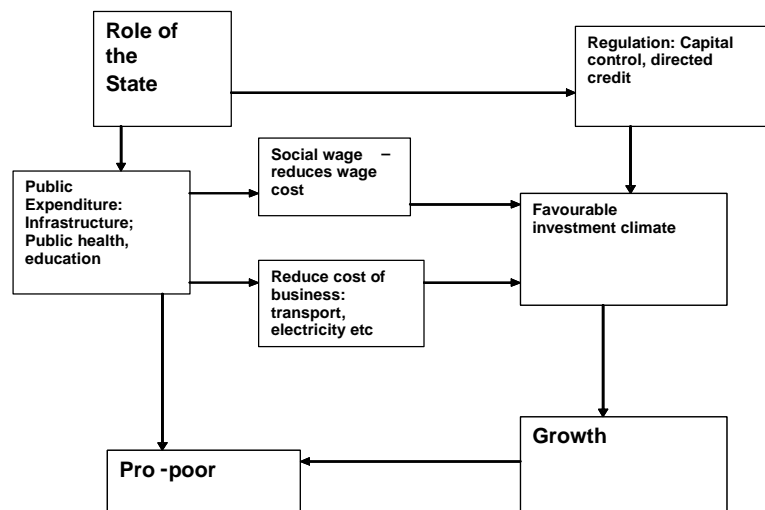 Role of
the
State
Regulation: Capital
control, directed
credit
Social wage –
reduces wage
cost
Public
Expenditure:
Infrastructure;
Public health,
education
Favourable
investment climate
Reduce cost of
business:
transport,
electricity etc
Growth
Pro -poor